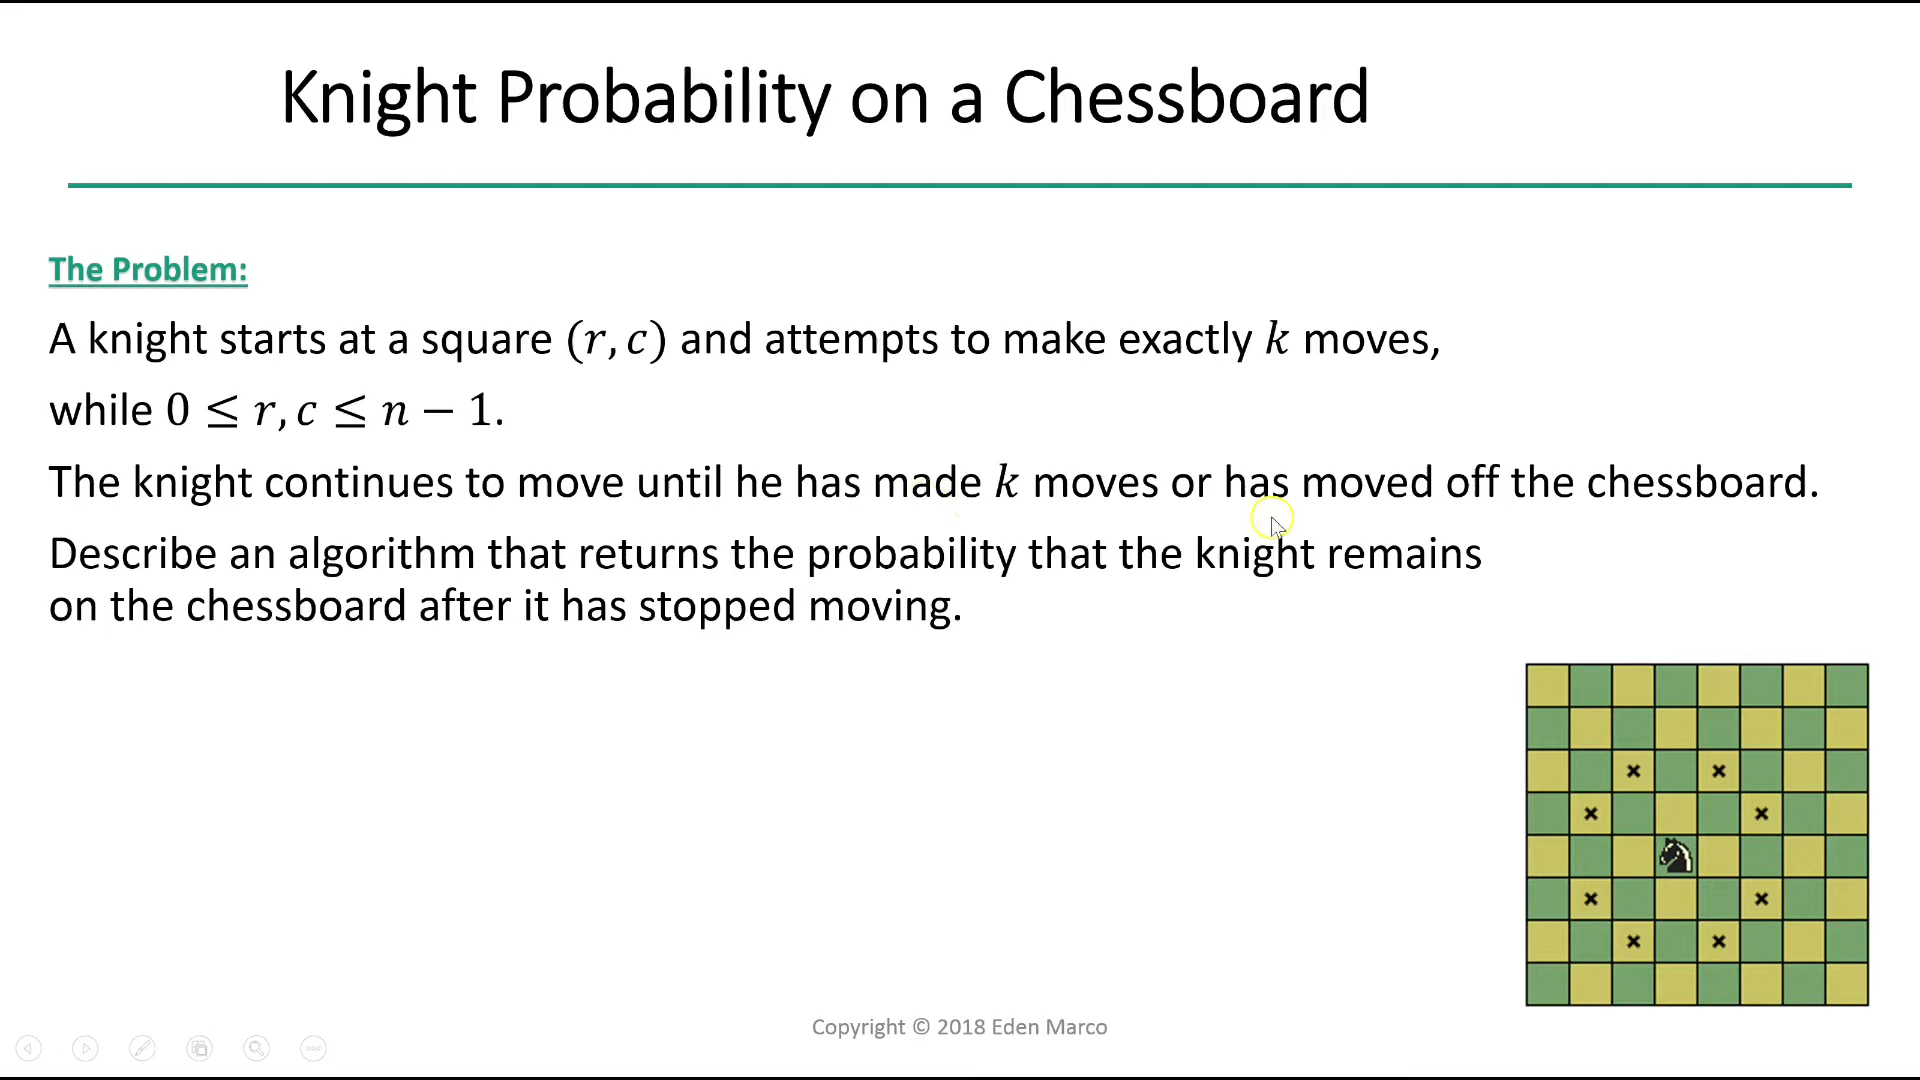 Knight Probability on a Chessboard
The Problem:
A knight starts at a square (r, c) and attempts to make exactly k moves,
while 0 ≤ r, c ≤ n − 1.
The knight continues to move until he has made k moves or has moved off the chessboard.
Describe an algorithm that returns the probability that the knight remains
on the chessboard after it has stopped moving.
Copyright © 2018 Eden Marco